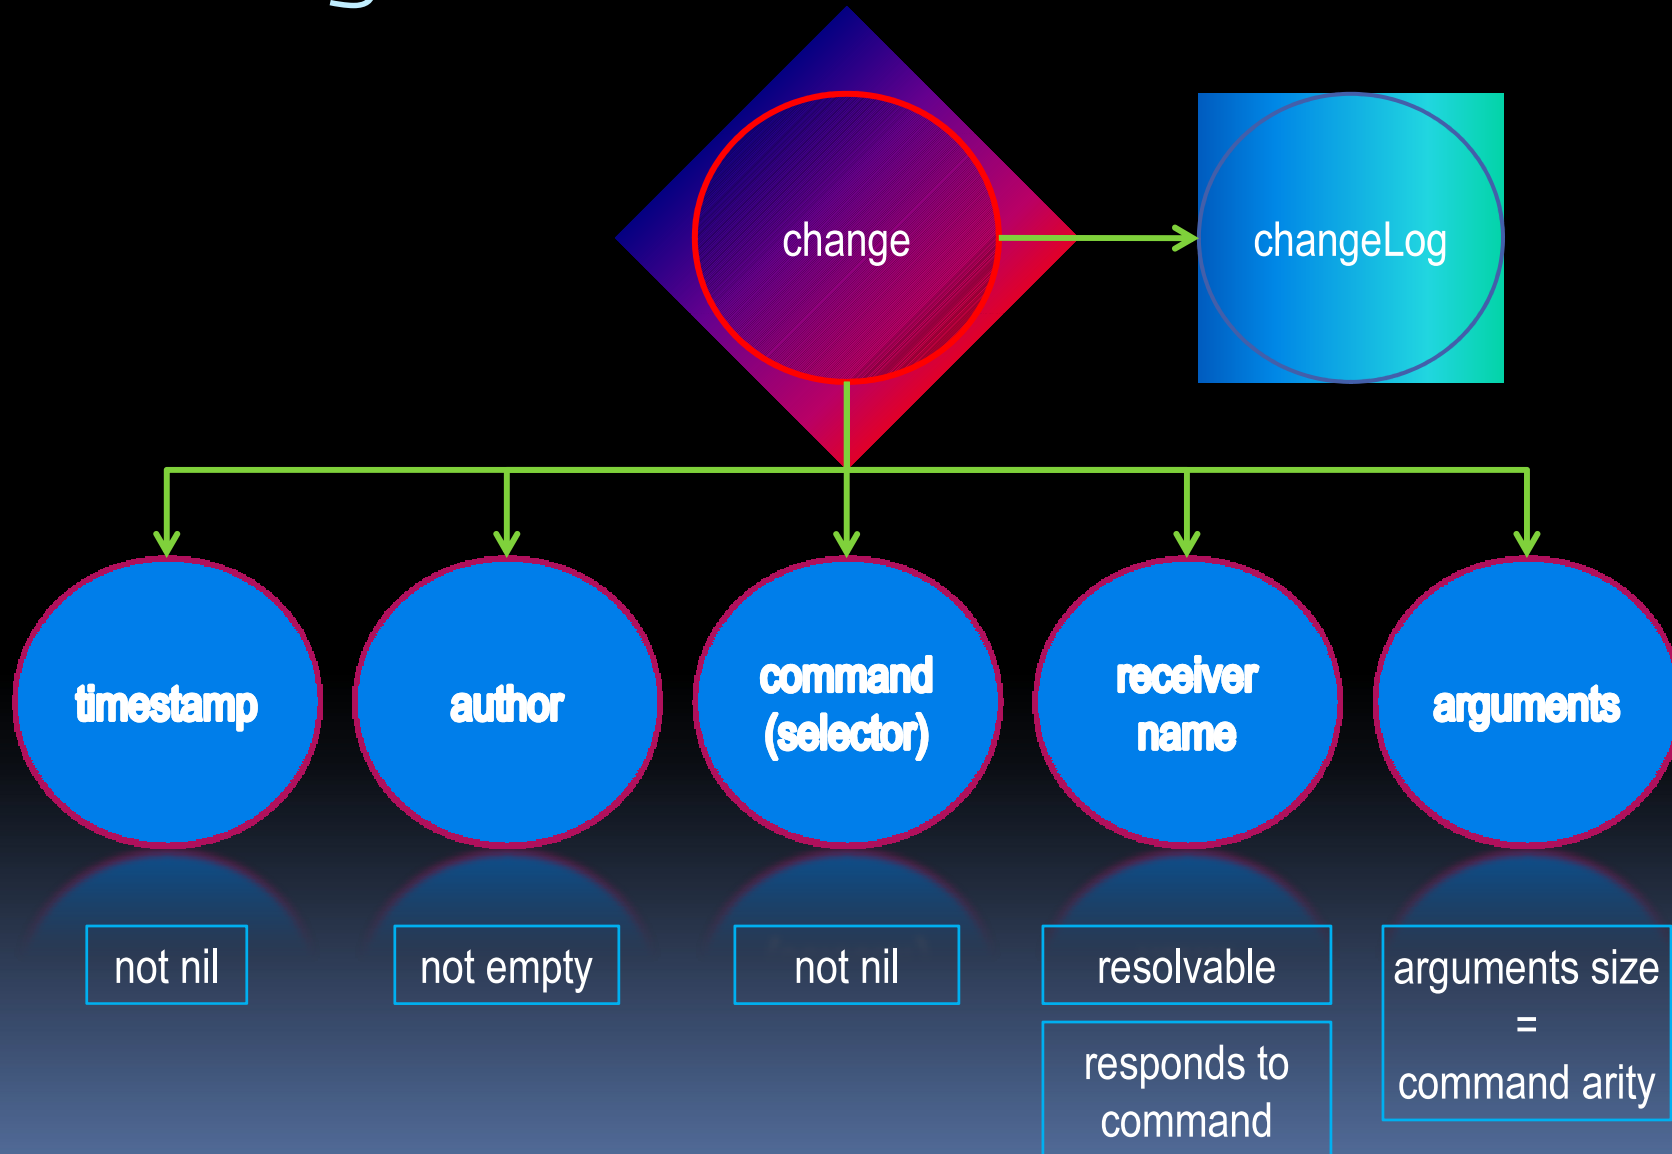 change
changeLog
timestamp
author
command
(selector)
receiver
name
arguments
not nil
not empty
not nil
resolvable
responds to
command
arguments size
=
command arity